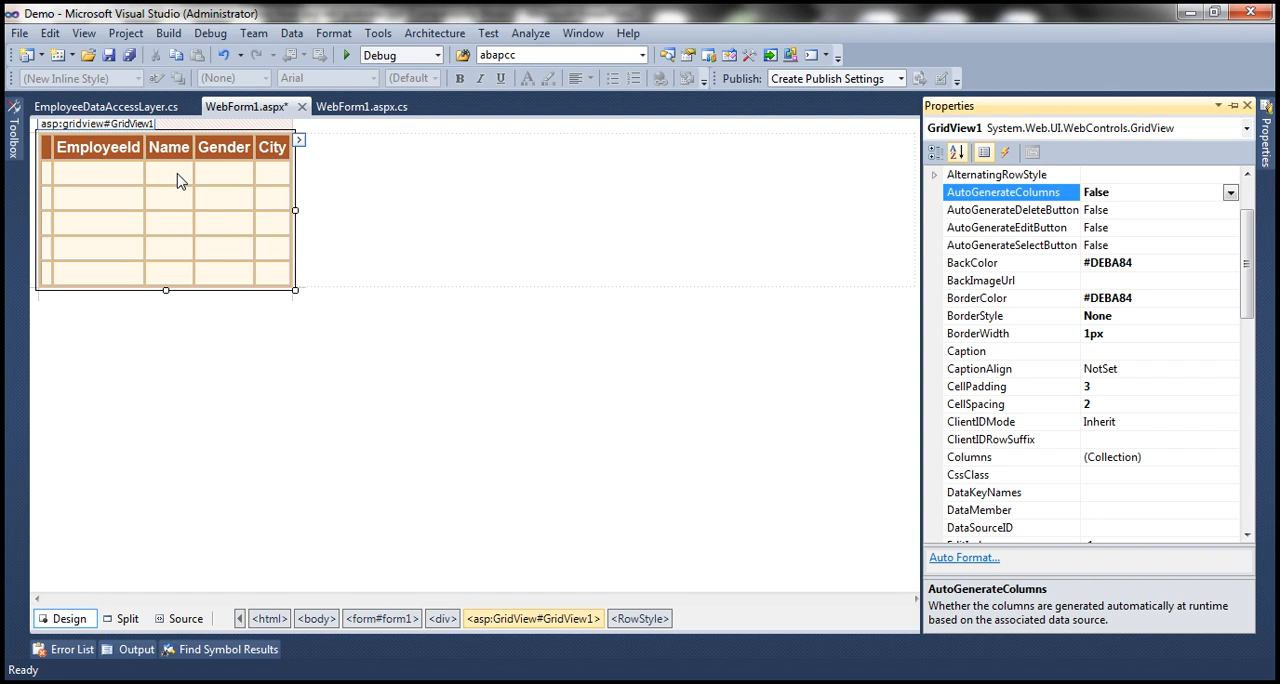 Demo - Microsoft Visual Studio (Administrator)
File Edit View Project Build Debug Team Data Format Tools Architecture Test Analyze Window Help
Debug abapcc
(New Inline Style) (None) Arial (Default B I U A Publish: Create Publish Settings
EmployeeDataAccessLayer.cs WebForm1.aspx* WebForm1.aspx.cs
Toolbox
asp:gridview#GridView1
EmployeeId Name Gender City
Properties
GridView1 System.Web.UI.WebControls.GridView
AlternatingRowStyle
AutoGenerateColumns False
AutoGenerateDeleteButton False
AutoGenerateEditButton False
AutoGenerateSelectButton False
BackColor #DEBA84
BackImageUrl
BorderColor #DEBA84
BorderStyle None
BorderWidth 1px
Caption
CaptionAlign NotSet
CellPadding 3
CellSpacing 2
ClientIDMode Inherit
ClientIDRowSuffix
Columns (Collection)
CssClass
DataKeyNames
DataMember
DataSourceID
Auto Format...
AutoGenerateColumns
Whether the columns are generated automatically at runtime
based on the associated data source.
Properties
Design Split Source <html> <body> <form#form1> <div> <asp:GridView#GridView1> <RowStyle>
Error List Output Find Symbol Results
Ready